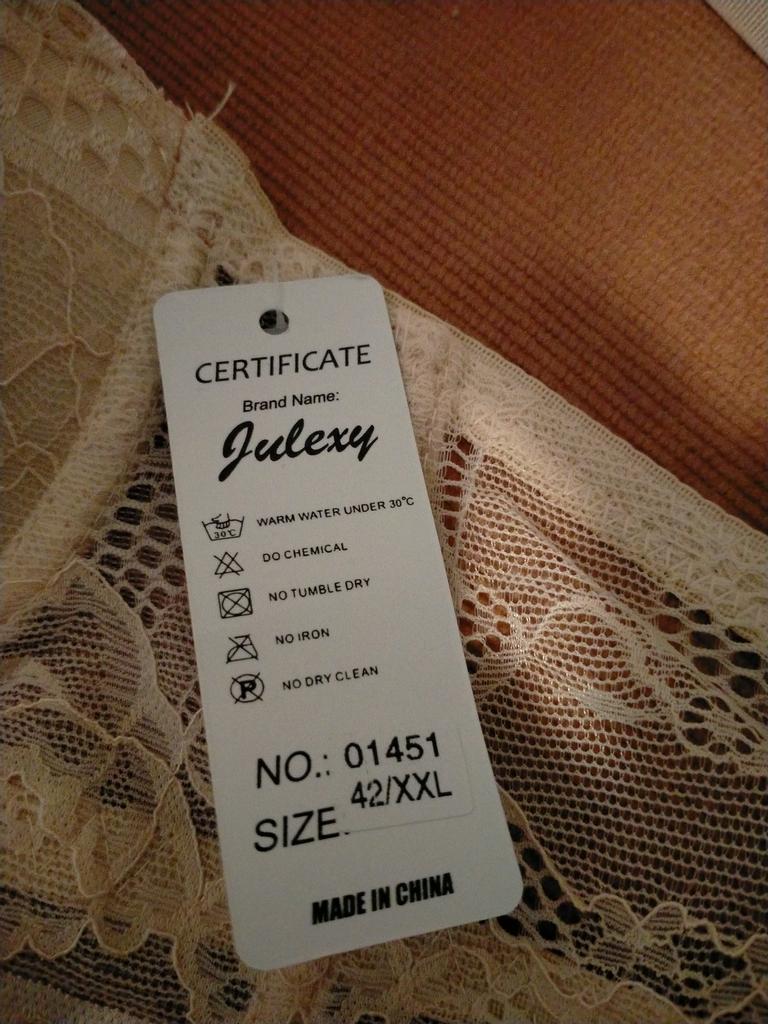 CERTIFICATE
Brand Name:
Julexy
30°C
WARM WATER UNDER 30°C
DO CHEMICAL
NO TUMBLE DRY
NO IRON
P
NO DRY CLEAN
NO.: 01451
SIZE: 42/XXL
MADE IN CHINA